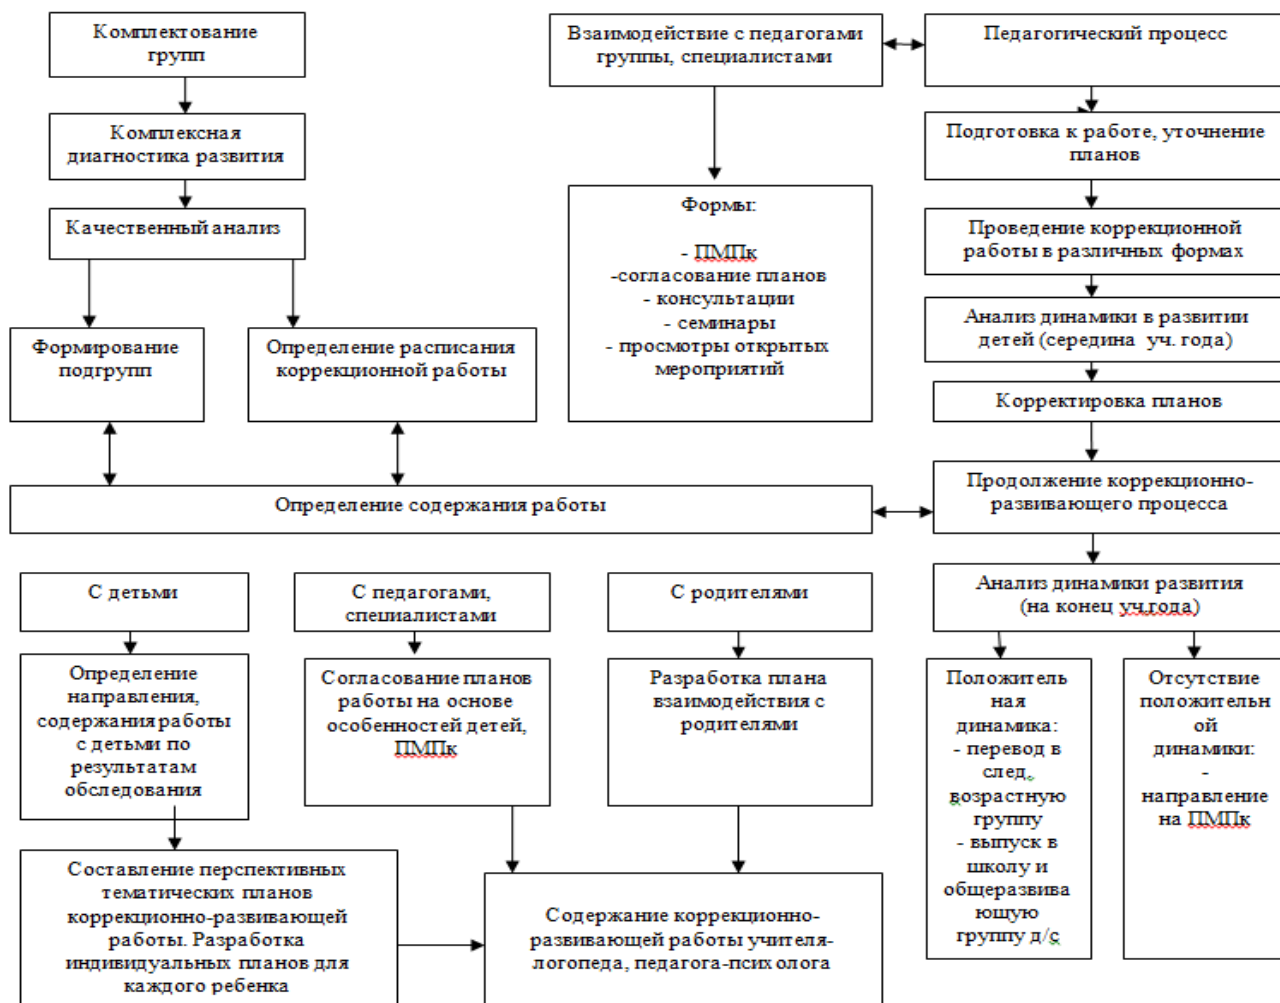 Комплектование
групп
Взаимодействие с педагогами
группы, специалистами
Педагогический процесс
Комплексная
диагностика развития
Подготовка к работе, уточнение
планов
Качественный анализ
Формы:
- ПМПк
-согласование планов
- консультации
- семинары
- просмотры открытых
мероприятий
Проведение коррекционной
работы в различных формах
Анализ динамики в развитии
детей (середина уч. года)
Формирование
подгрупп
Определение расписания
коррекционной работы
Корректировка планов
Определение содержания работы
Продолжение коррекционно-
развивающего процесса
Анализ динамики развития
(на конец уч.года)
С детьми
С педагогами,
специалистами
С родителями
Определение
направления,
содержания работы
с детьми по
результатам
обследования
Согласование планов
работы на основе
особенностей детей,
ПМПк
Разработка плана
взаимодействия с
родителями
Положитель
ная
динамика:
- перевод в
след.
возрастную
группу
- выпуск в
школу и
общеразвива
ющую
группу д/с
Отсутствие
положительн
ой
динамики:
-
направление
на ПМПк
Составление перспективных
тематических планов
коррекционно-развивающей
работы. Разработка
индивидуальных планов для
каждого ребенка
Содержание коррекционно-
развивающей работы учителя-
логопеда, педагога-психолога